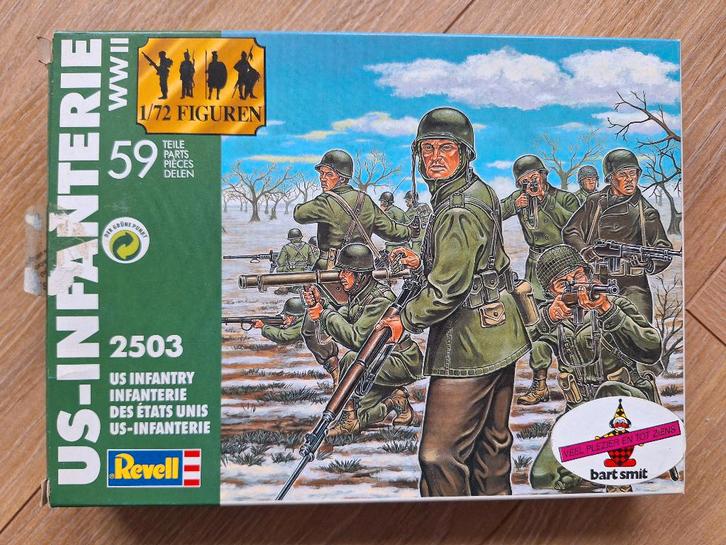 US-INFANTERIE
WWII
1/72 FIGUREN
59
TEILE
PARTS
PIÈCES
DELEN
DER GRÜNE PUNKT
2503
US INFANTRY
INFANTERIE
DES ÉTATS UNIS
US-INFANTERIE
Revell
VEEL PLEZIER EN TOT ZIENS
bart smit